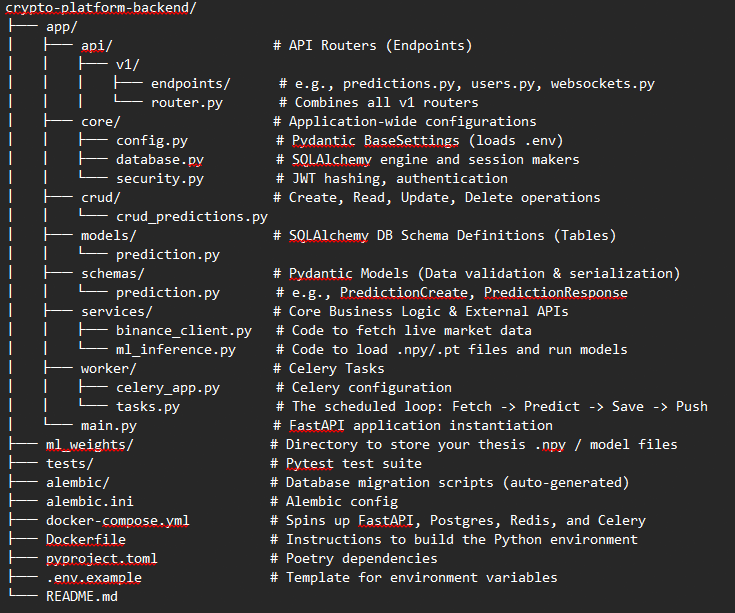 crypto-platform-backend/
├── app/
│   ├── api/                    # API Routers (Endpoints)
│   │   ├── v1/
│   │   │   ├── endpoints/      # e.g., predictions.py, users.py, websockets.py
│   │   │   └── router.py       # Combines all v1 routers
│   ├── core/                   # Application-wide configurations
│   │   ├── config.py           # Pydantic BaseSettings (loads .env)
│   │   ├── database.py         # SQLAlchemy engine and session makers
│   │   └── security.py         # JWT hashing, authentication
│   ├── crud/                   # Create, Read, Update, Delete operations
│   │   └── crud_predictions.py
│   ├── models/                 # SQLAlchemy DB Schema Definitions (Tables)
│   │   └── prediction.py
│   ├── schemas/                # Pydantic Models (Data validation & serialization)
│   │   └── prediction.py       # e.g., PredictionCreate, PredictionResponse
│   ├── services/               # Core Business Logic & External APIs
│   │   ├── binance_client.py   # Code to fetch live market data
│   │   └── ml_inference.py     # Code to load .npy/.pt files and run models
│   ├── worker/                 # Celery Tasks
│   │   ├── celery_app.py       # Celery configuration
│   │   └── tasks.py            # The scheduled loop: Fetch -> Predict -> Save -> Push
│   └── main.py                 # FastAPI application instantiation
├── ml_weights/                 # Directory to store your thesis .npy / model files
├── tests/                      # Pytest test suite
├── alembic/                    # Database migration scripts (auto-generated)
├── alembic.ini                 # Alembic config
├── docker-compose.yml          # Spins up FastAPI, Postgres, Redis, and Celery
├── Dockerfile                  # Instructions to build the Python environment
├── pyproject.toml              # Poetry dependencies
├── .env.example                # Template for environment variables
└── README.md